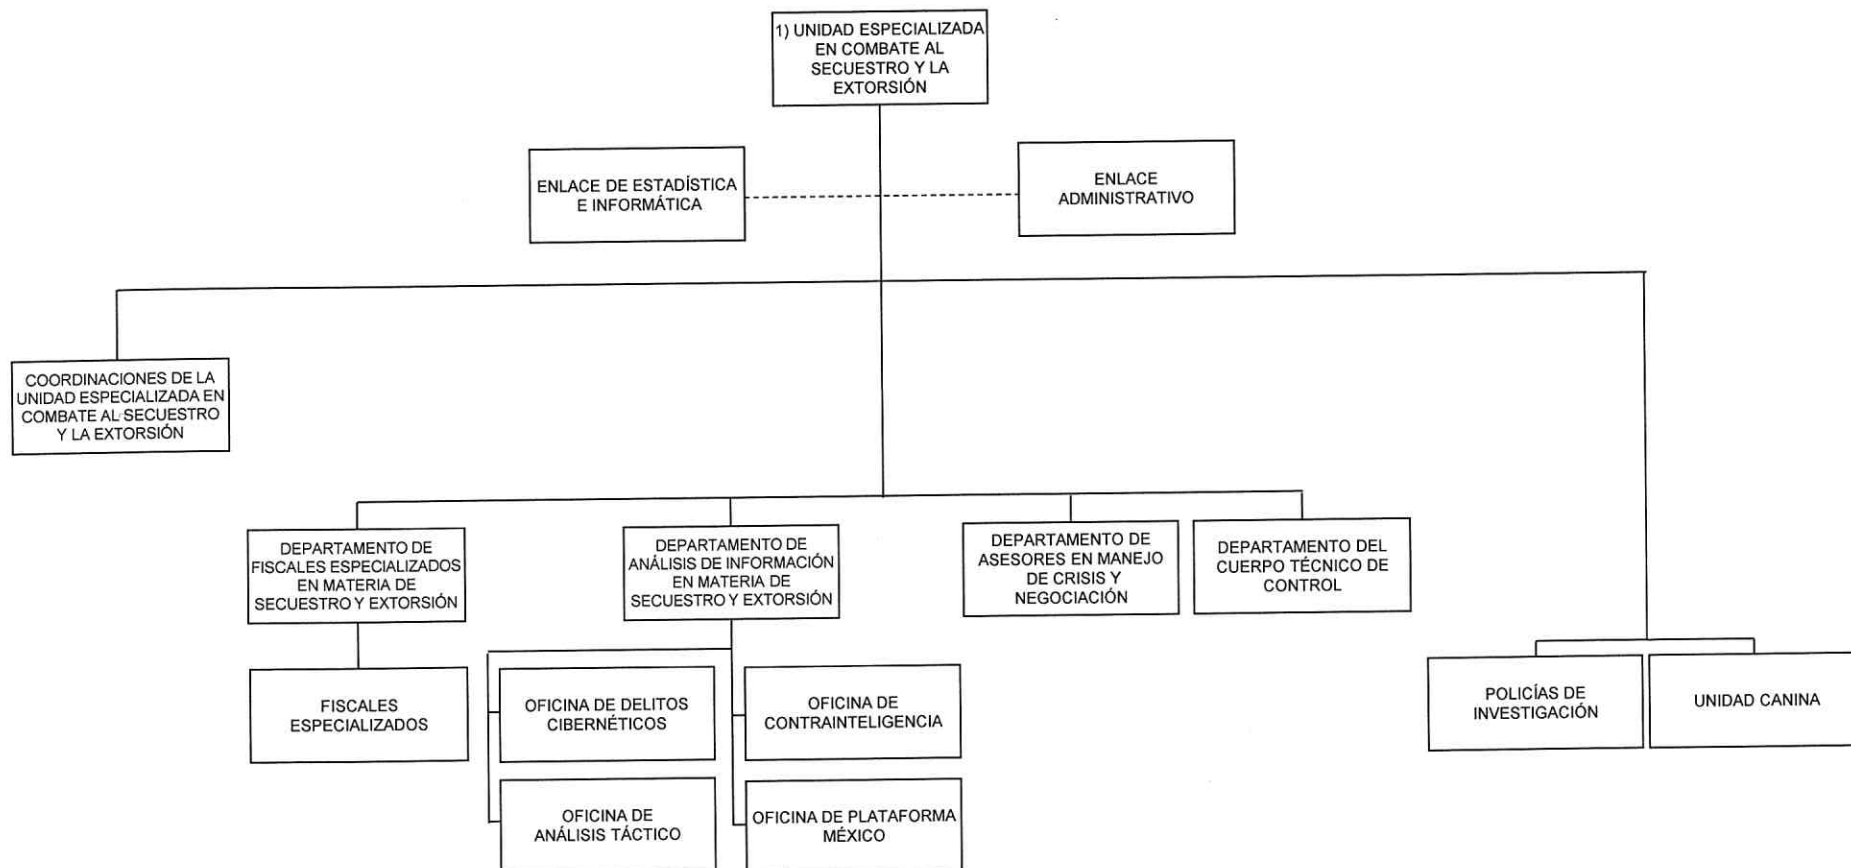 1) UNIDAD ESPECIALIZADA
EN COMBATE AL
SECUESTRO Y LA
EXTORSIÓN
ENLACE DE ESTADÍSTICA
E INFORMÁTICA
ENLACE
ADMINISTRATIVO
COORDINACIONES DE LA
UNIDAD ESPECIALIZADA EN
COMBATE AL SECUESTRO
Y LA EXTORSIÓN
DEPARTAMENTO DE
FISCALES ESPECIALIZADOS
EN MATERIA DE
SECUESTRO Y EXTORSIÓN
DEPARTAMENTO DE
ANÁLISIS DE INFORMACIÓN
EN MATERIA DE
SECUESTRO Y EXTORSIÓN
DEPARTAMENTO DE
ASESORES EN MANEJO
DE CRISIS Y
NEGOCIACIÓN
DEPARTAMENTO DEL
CUERPO TÉCNICO DE
CONTROL
FISCALES
ESPECIALIZADOS
OFICINA DE DELITOS
CIBERNÉTICOS
OFICINA DE
CONTRAINTELIGENCIA
POLICÍAS DE
INVESTIGACIÓN
UNIDAD CANINA
OFICINA DE
ANÁLISIS TÁCTICO
OFICINA DE PLATAFORMA
MÉXICO